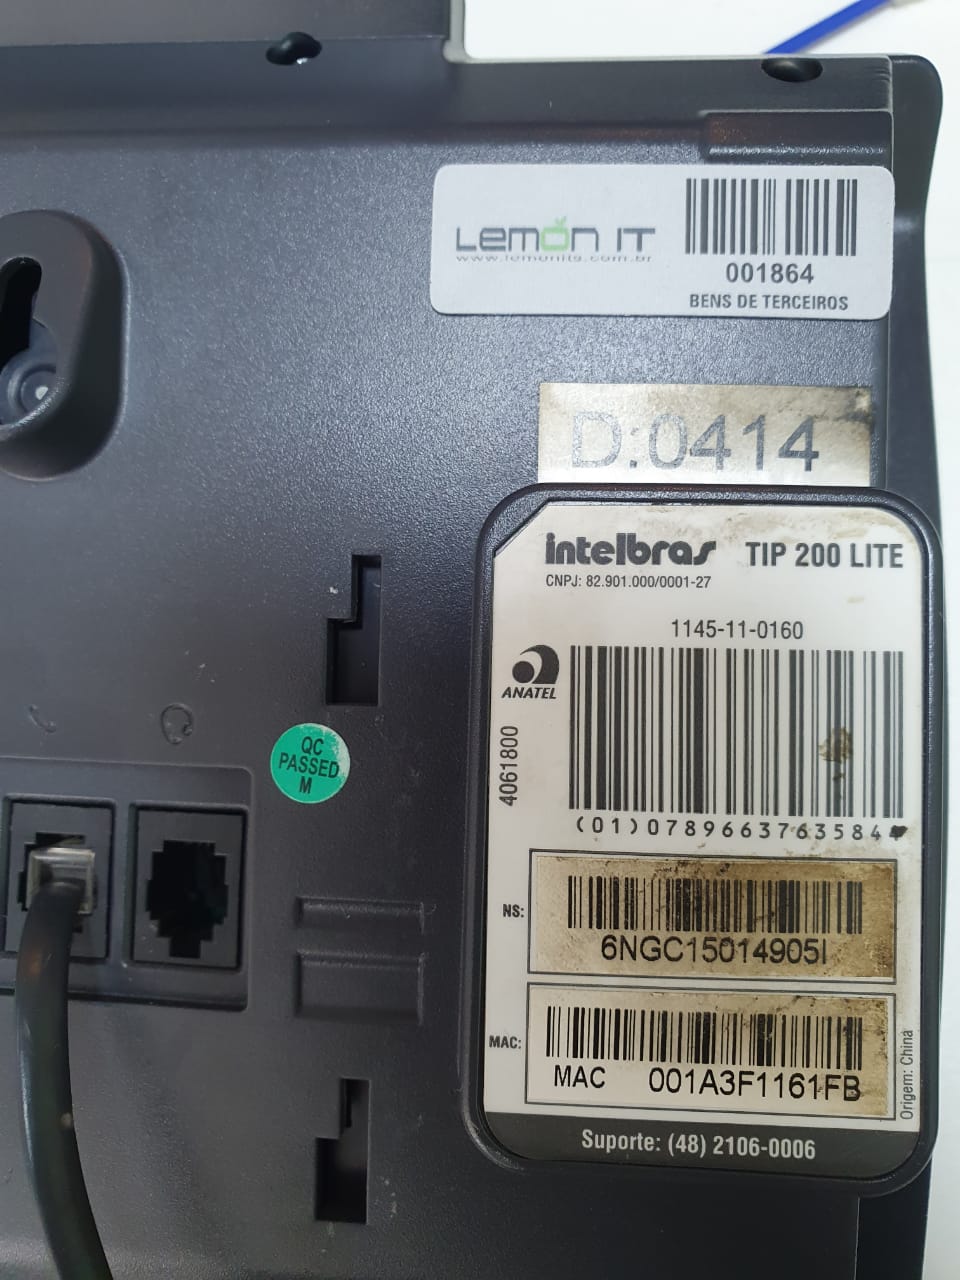 Lemon IT
www.lemonits.com.br
001864
BENS DE TERCEIROS
D:0414
intelbras TIP 200 LITE
CNPJ: 82.901.000/0001-27
1145-11-0160
ANATEL
4061800
(01)0789663763584
NS:
6NGC15014905I
MAC:
MAC 001A3F1161FB
Origem: China
Suporte: (48) 2106-0006
QC
PASSED
M